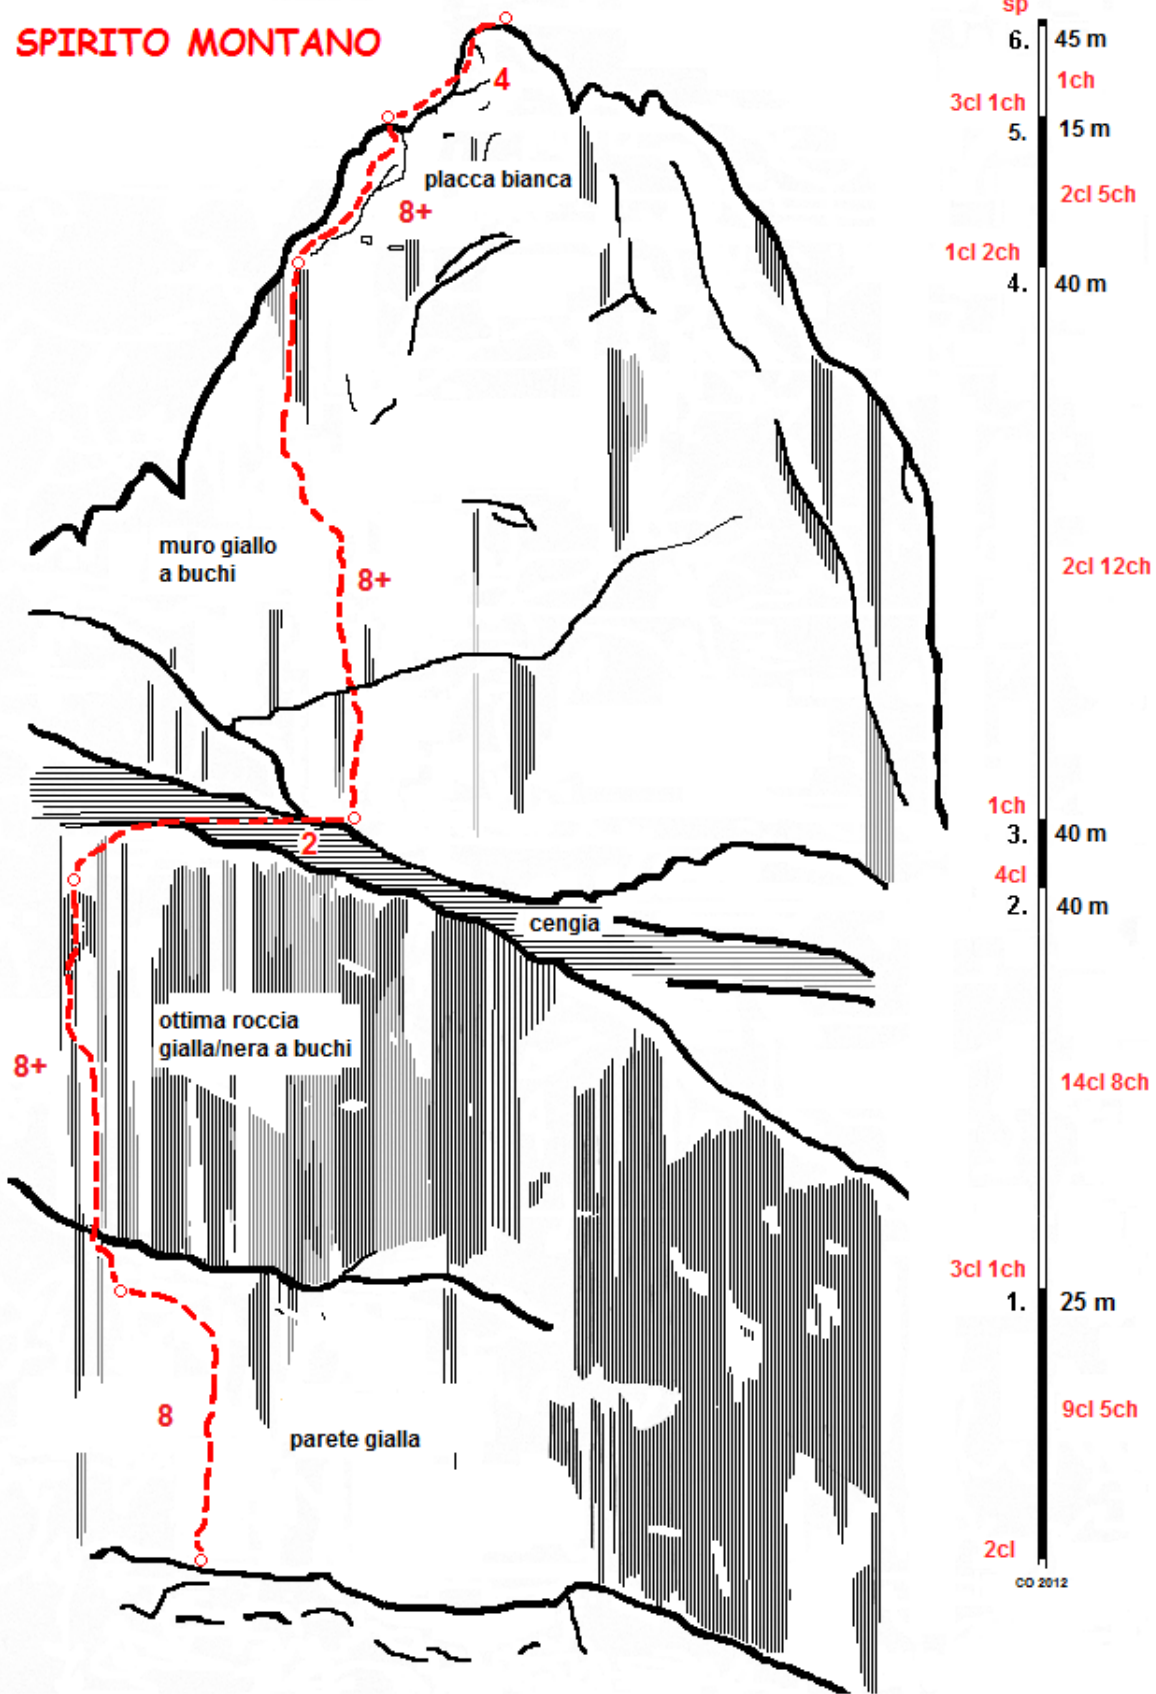 SPIRITO MONTANO
sp
6. 45 m
4
1ch
3cl 1ch
5. 15 m
placca bianca
2cl 5ch
8+
1cl 2ch
4. 40 m
muro giallo
a buchi
8+
2cl 12ch
1ch
3. 40 m
2
4cl
2. 40 m
cengia
ottima roccia
gialla/nera a buchi
8+
14cl 8ch
3cl 1ch
1. 25 m
8
9cl 5ch
parete gialla
2cl
CO 2012